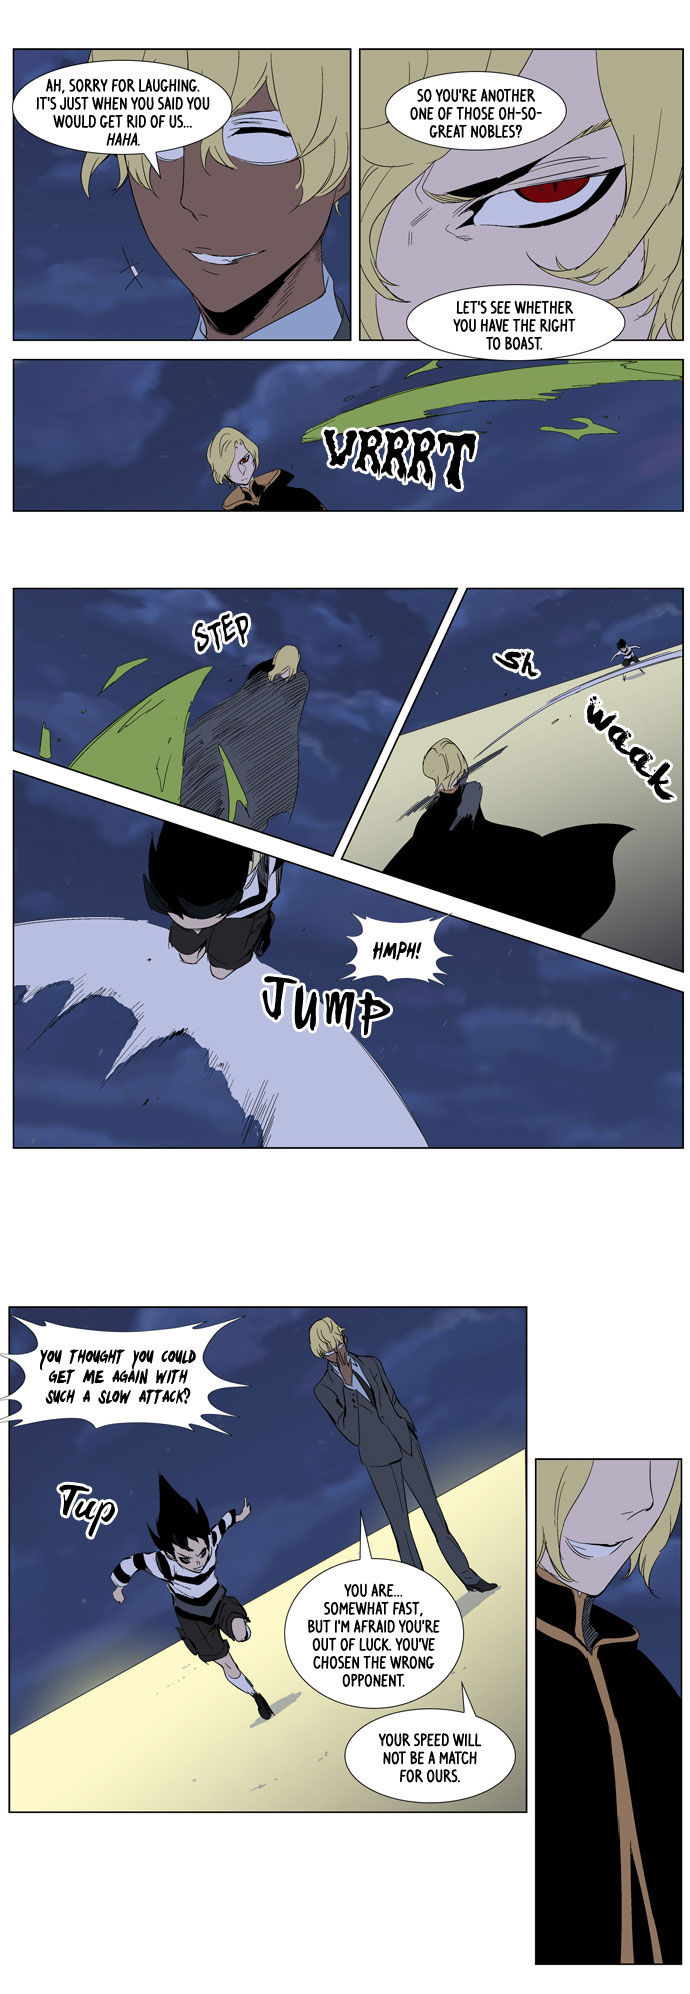 AH, SORRY FOR LAUGHING.
IT'S JUST WHEN YOU SAID YOU
WOULD GET RID OF US...
HAHA.
SO YOU'RE ANOTHER
ONE OF THOSE OH-SO-
GREAT NOBLES?
LET'S SEE WHETHER
YOU HAVE THE RIGHT
TO BOAST.
VRRRT
STEP
Sh
waak
HMPH!
JUMP
YOU THOUGHT YOU COULD
GET ME AGAIN WITH
SUCH A SLOW ATTACK?
Tup
YOU ARE...
SOMEWHAT FAST,
BUT I'M AFRAID YOU'RE
OUT OF LUCK. YOU'VE
CHOSEN THE WRONG
OPPONENT.
YOUR SPEED WILL
NOT BE A MATCH
FOR OURS.